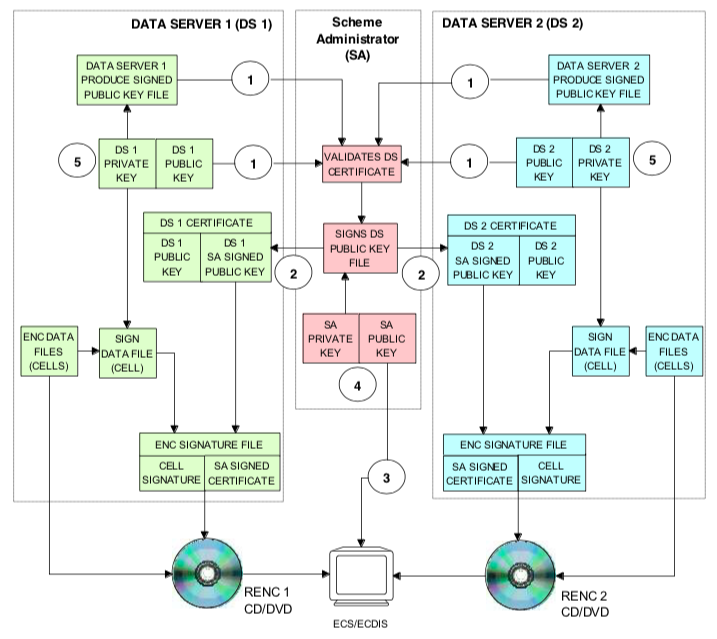 DATA SERVER 1 (DS 1)
Scheme
Administrator
(SA)
DATA SERVER 2 (DS 2)
DATA SERVER 1
PRODUCE SIGNED
PUBLIC KEY FILE
1
1
DATA SERVER 2
PRODUCE SIGNED
PUBLIC KEY FILE
5
DS 1
PRIVATE
KEY
DS 1
PUBLIC
KEY
1
VALIDATES DS
CERTIFICATE
1
DS 2
PUBLIC
KEY
DS 2
PRIVATE
KEY
5
DS 1 CERTIFICATE
DS 1
PUBLIC
KEY
DS 1
SA SIGNED
PUBLIC KEY
2
SIGNS DS
PUBLIC KEY
FILE
2
DS 2 CERTIFICATE
DS 2
SA SIGNED
PUBLIC KEY
DS 2
PUBLIC
KEY
ENC DATA
FILES
(CELLS)
SIGN
DATA FILE
(CELL)
SA
PRIVATE
KEY
SA
PUBLIC
KEY
4
SIGN
DATA FILE
(CELL)
ENC DATA
FILES
(CELLS)
ENC SIGNATURE FILE
CELL
SIGNATURE
SA SIGNED
CERTIFICATE
3
ENC SIGNATURE FILE
SA SIGNED
CERTIFICATE
CELL
SIGNATURE
RENC 1
CD/DVD
ECS/ECDIS
RENC 2
CD/DVD